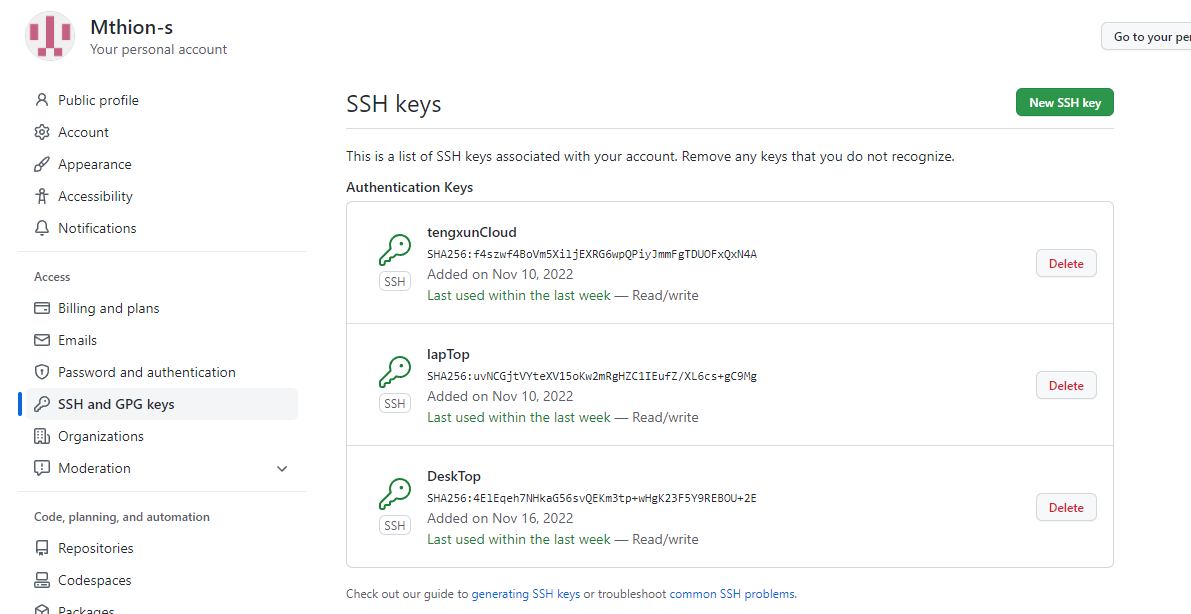 Mthion-s
Your personal account
Go to your per
Public profile
Account
Appearance
Accessibility
Notifications
Access
Billing and plans
Emails
Password and authentication
SSH and GPG keys
Organizations
Moderation
Code, planning, and automation
Repositories
Codespaces
Packages
SSH keys
New SSH key
This is a list of SSH keys associated with your account. Remove any keys that you do not recognize.
Authentication Keys
tengxunCloud
SHA256:f4szwf4BoVm5XiljEXRG6wpQPiyJmmFgTDUOFxQxN4A
SSH
Added on Nov 10, 2022
Last used within the last week — Read/write
Delete
lapTop
SHA256:uvNCGjtVYteXV15oKw2mRgHZC1IEufZ/XL6cs+gC9Mg
SSH
Added on Nov 10, 2022
Last used within the last week — Read/write
Delete
DeskTop
SHA256:4ElEqeh7NHkaG56svQEKm3tp+wHgK23F5Y9REBOU+2E
SSH
Added on Nov 16, 2022
Last used within the last week — Read/write
Delete
Check out our guide to generating SSH keys or troubleshoot common SSH problems.